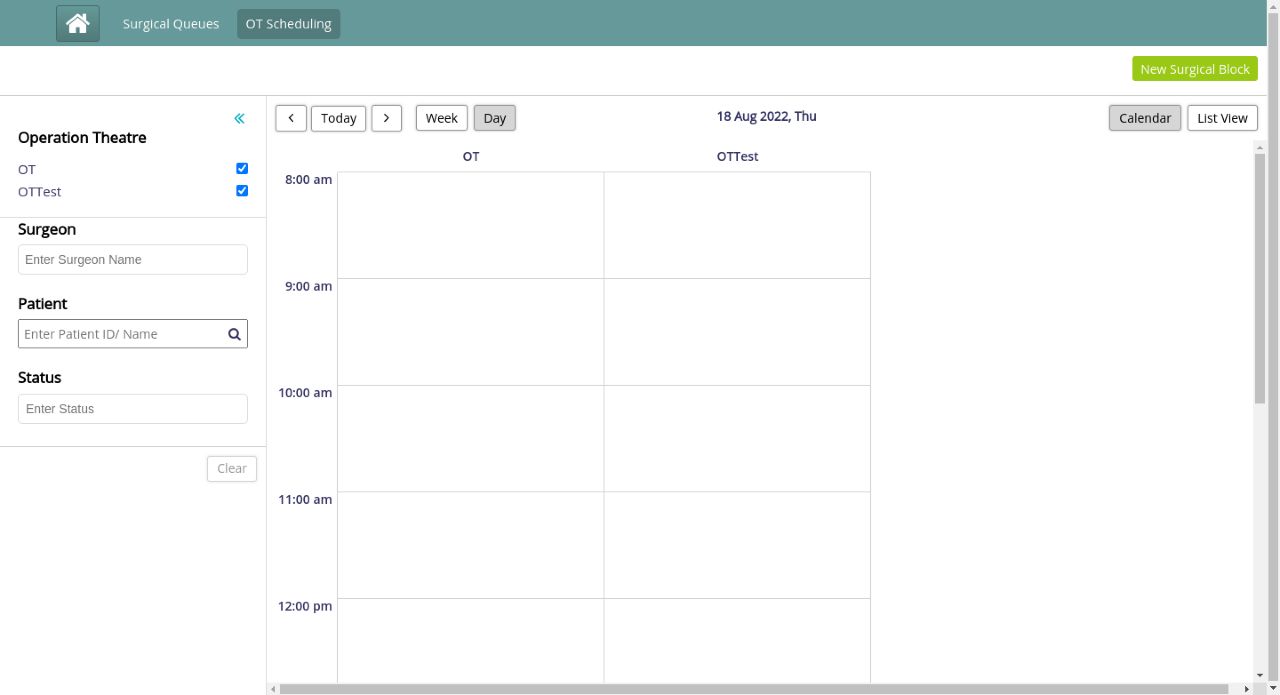 Surgical Queues OT Scheduling
New Surgical Block
Today Week Day 18 Aug 2022, Thu Calendar List View
Operation Theatre
OT
OTTest
Surgeon
Enter Surgeon Name
Patient
Enter Patient ID/ Name
Status
Enter Status
Clear
OT OTTest
8:00 am
9:00 am
10:00 am
11:00 am
12:00 pm